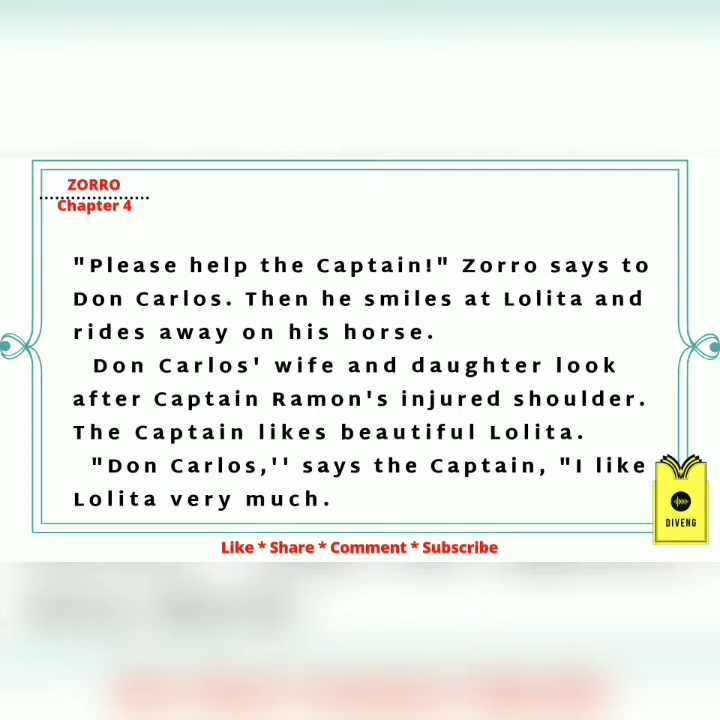 ZORRO
Chapter 4
"Please help the Captain!" Zorro says to
Don Carlos. Then he smiles at Lolita and
rides away on his horse.
Don Carlos' wife and daughter look
after Captain Ramon's injured shoulder.
The Captain likes beautiful Lolita.
"Don Carlos,'' says the Captain, "I like
Lolita very much.
DIVENG
Like * Share * Comment * Subscribe